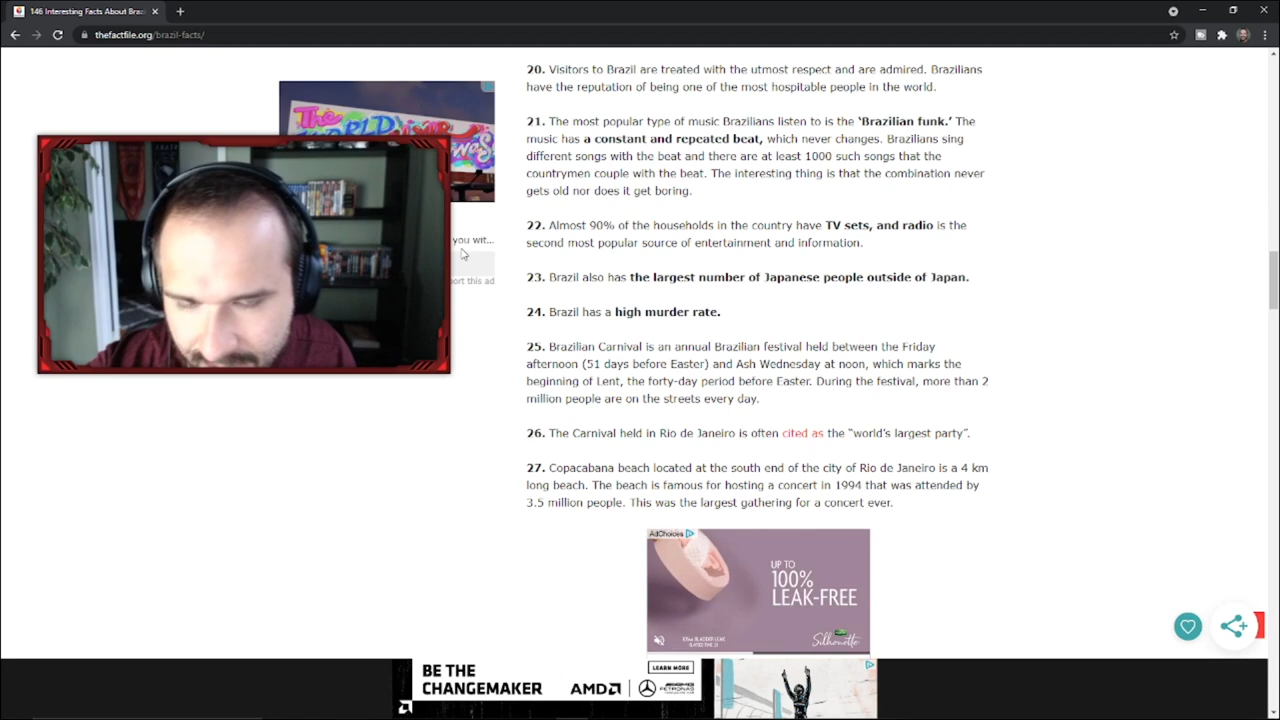 146 Interesting Facts About Braz
thefactfile.org/brazil-facts/
The WORLD
you wit...
ort this ad
20. Visitors to Brazil are treated with the utmost respect and are admired. Brazilians
have the reputation of being one of the most hospitable people in the world.
21. The most popular type of music Brazilians listen to is the ‘Brazilian funk.’ The
music has a constant and repeated beat, which never changes. Brazilians sing
different songs with the beat and there are at least 1000 such songs that the
countrymen couple with the beat. The interesting thing is that the combination never
gets old nor does it get boring.
22. Almost 90% of the households in the country have TV sets, and radio is the
second most popular source of entertainment and information.
23. Brazil also has the largest number of Japanese people outside of Japan.
24. Brazil has a high murder rate.
25. Brazilian Carnival is an annual Brazilian festival held between the Friday
afternoon (51 days before Easter) and Ash Wednesday at noon, which marks the
beginning of Lent, the forty-day period before Easter. During the festival, more than 2
million people are on the streets every day.
26. The Carnival held in Rio de Janeiro is often cited as the “world’s largest party”.
27. Copacabana beach located at the south end of the city of Rio de Janeiro is a 4 km
long beach. The beach is famous for hosting a concert in 1994 that was attended by
3.5 million people. This was the largest gathering for a concert ever.
AdChoices
UP TO
100%
LEAK-FREE
Silhouette
LEARN MORE
BE THE
CHANGEMAKER
AMD
PETRONAS